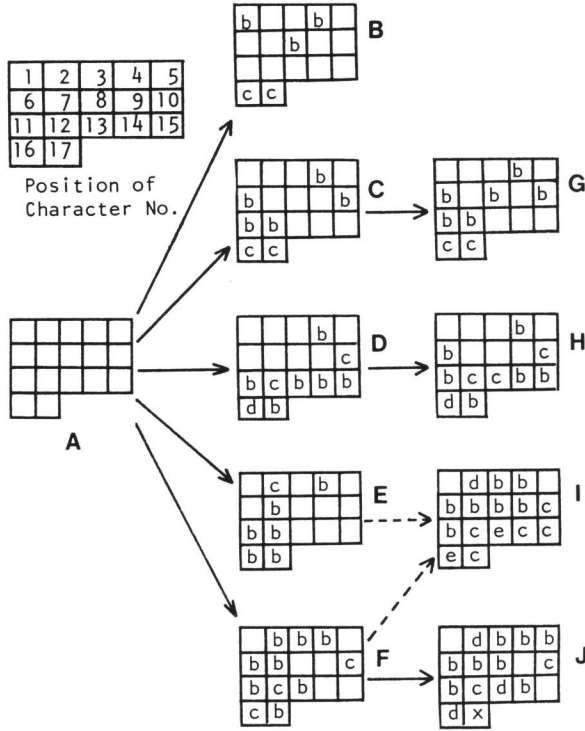 1 2 3 4 5
6 7 8 9 10
11 12 13 14 15
16 17
Position of
Character No.
A
b b
b
c c
B
b
b b
b b
c c
C
b
b b b
b b
c c
G
b
c
b c b b b
d b
D
b
b c
b c c b b
d b
H
c b
b
b b
b b
E
d b b
b b b b c
b c e c c
e c
I
b b b
b b c
b c b
c b
F
d b b b
b b b c
b c d b
d x
J